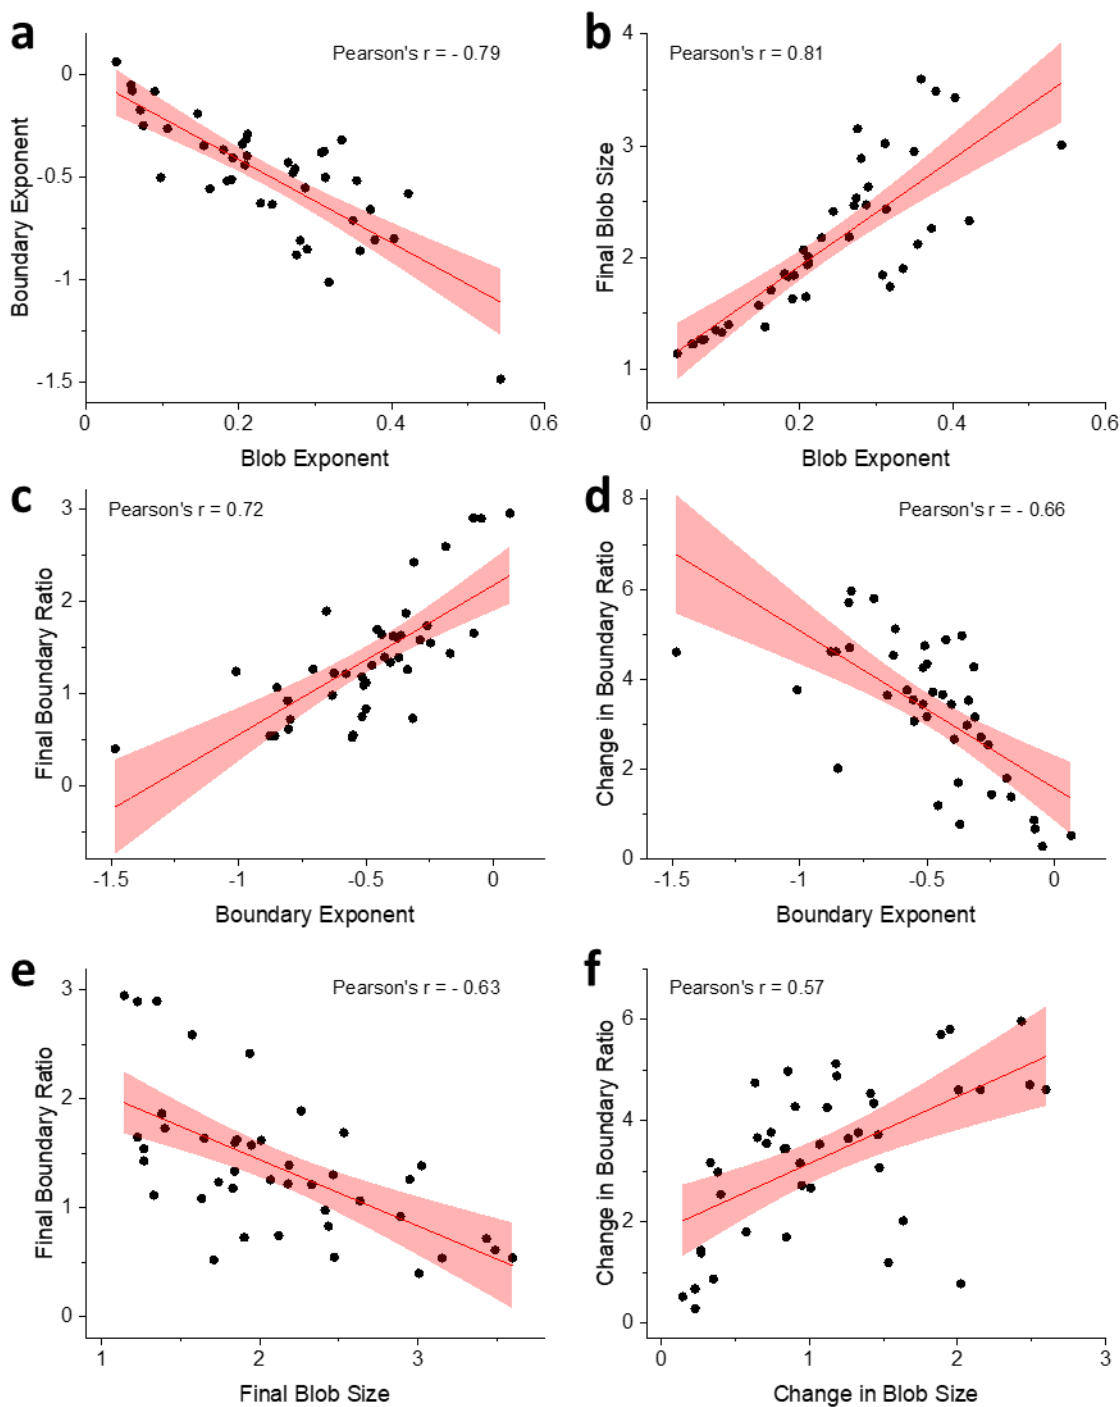 a
Pearson's r = - 0.79
0
-0.5
-1
-1.5
Boundary Exponent
0
0.2
0.4
0.6
Blob Exponent
b
Pearson's r = 0.81
4
3
2
1
Final Blob Size
0
0.2
0.4
0.6
Blob Exponent
c
Pearson's r = 0.72
3
2
1
0
Final Boundary Ratio
-1.5
-1
-0.5
0
Boundary Exponent
d
Pearson's r = - 0.66
8
6
4
2
0
Change in Boundary Ratio
-1.5
-1
-0.5
0
Boundary Exponent
e
Pearson's r = - 0.63
3
2
1
0
Final Boundary Ratio
1
2
3
Final Blob Size
f
Pearson's r = 0.57
6
4
2
0
Change in Boundary Ratio
0
1
2
3
Change in Blob Size